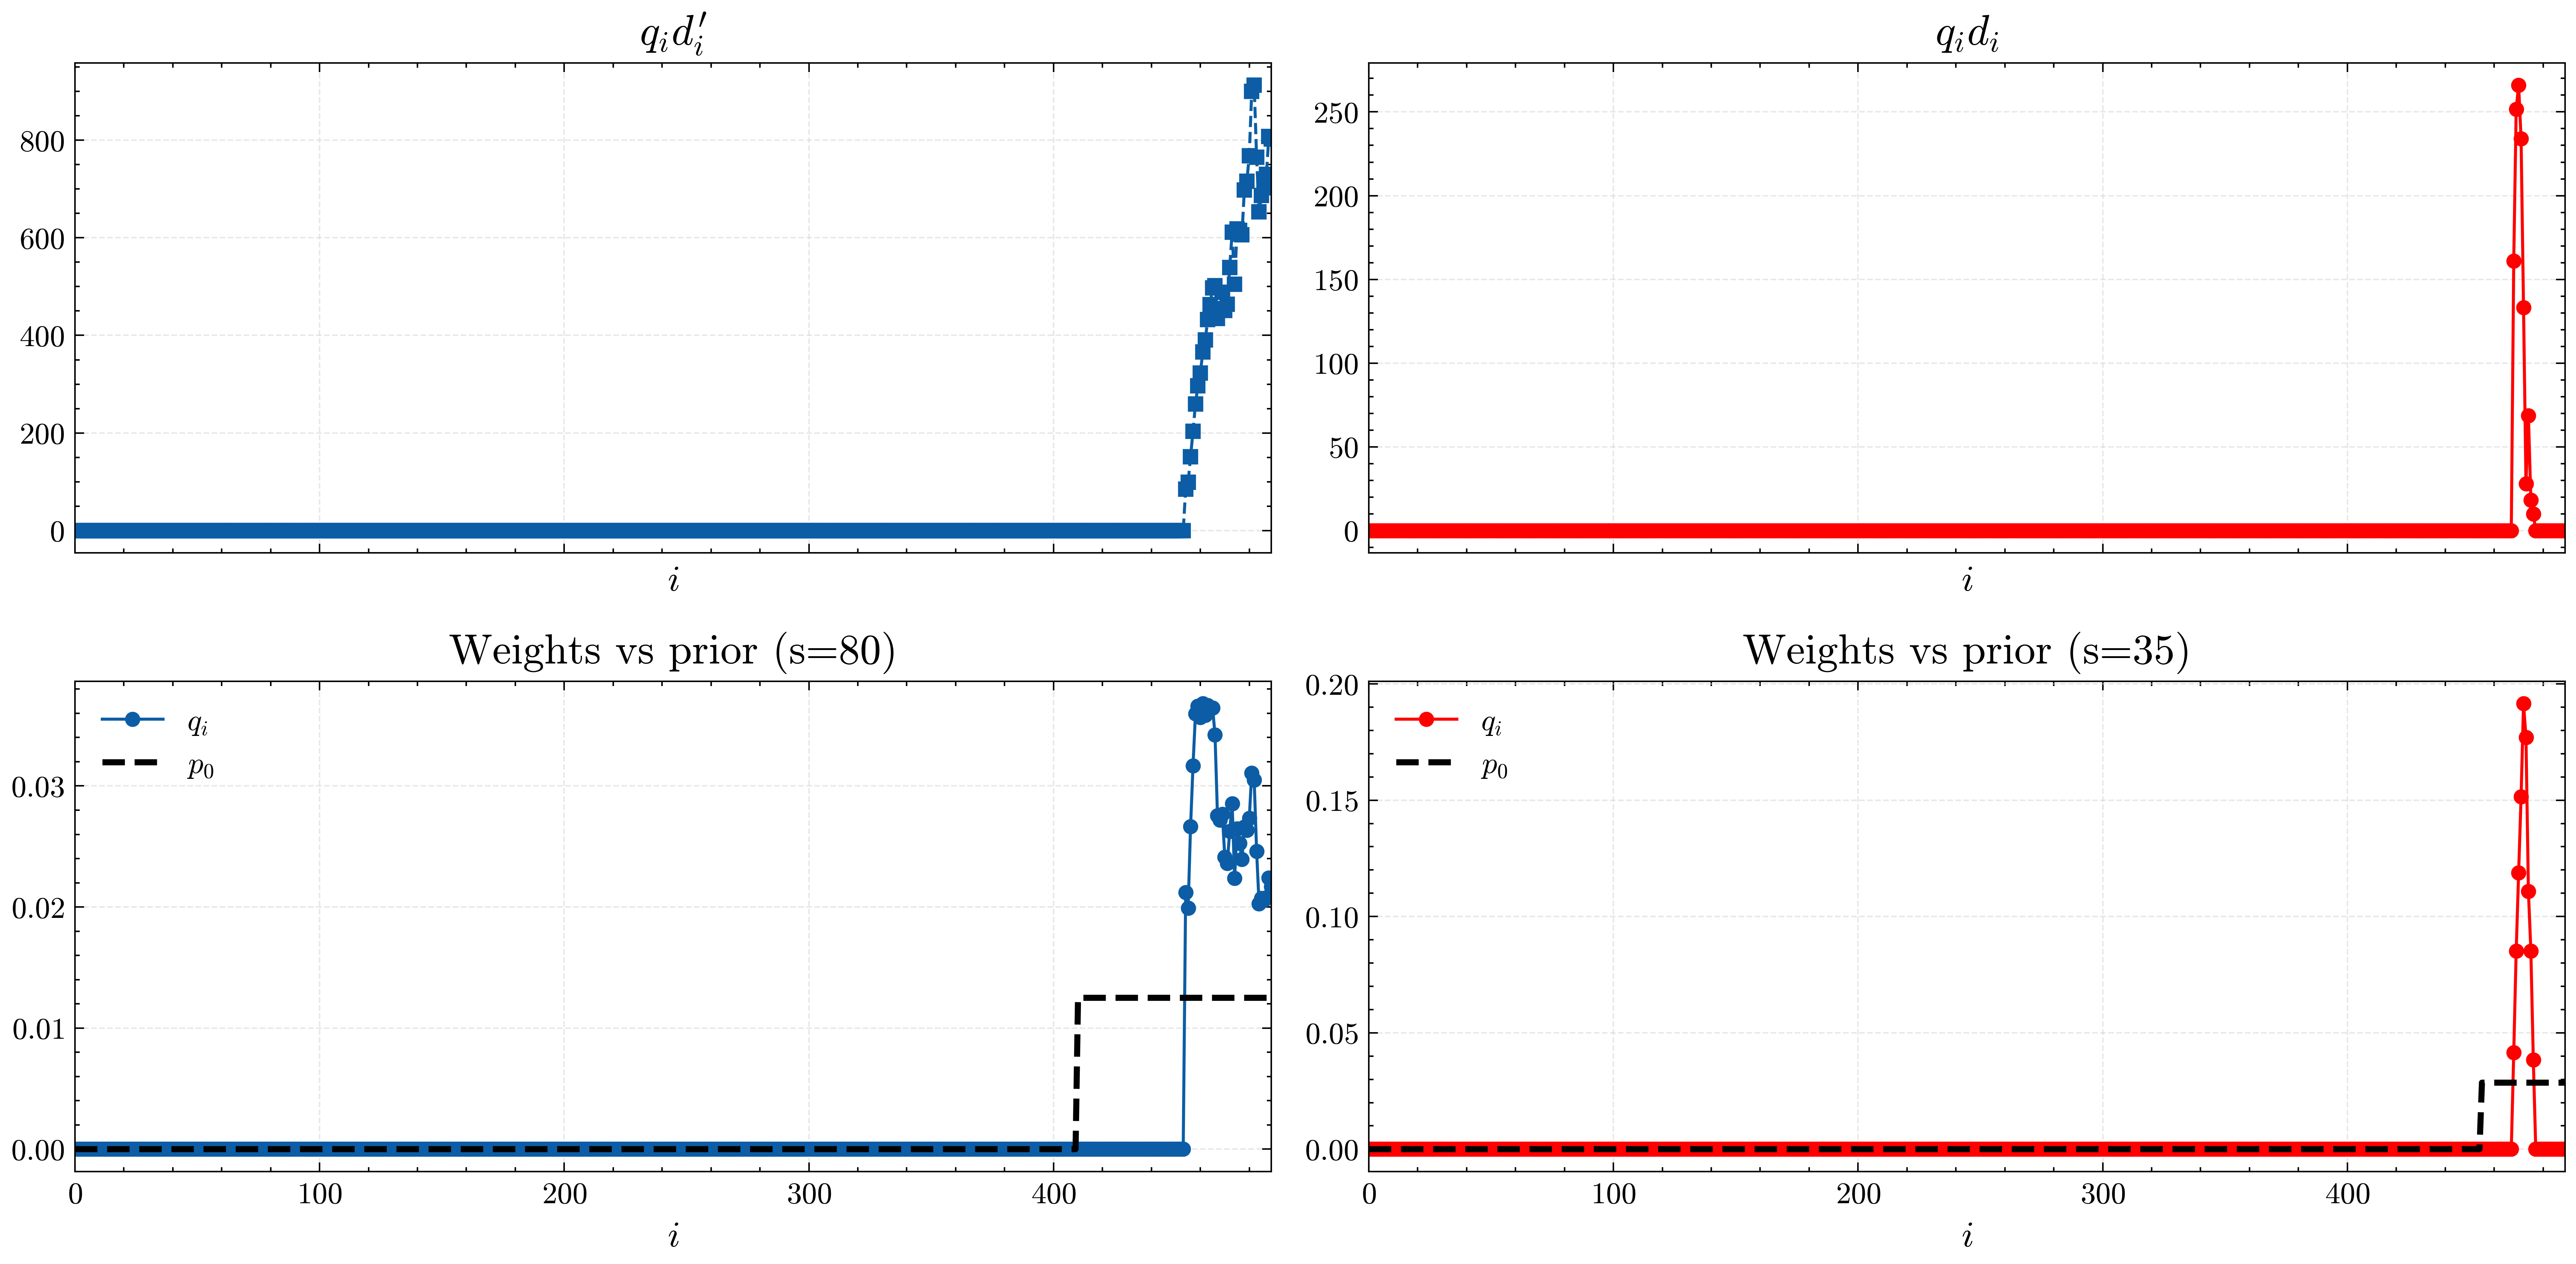 q_i d'_i
800
600
400
200
0
i
q_i d_i
250
200
150
100
50
0
i
Weights vs prior (s=80)
q_i
p_0
0.03
0.02
0.01
0.00
0 100 200 300 400
i
Weights vs prior (s=35)
q_i
p_0
0.20
0.15
0.10
0.05
0.00
0 100 200 300 400
i